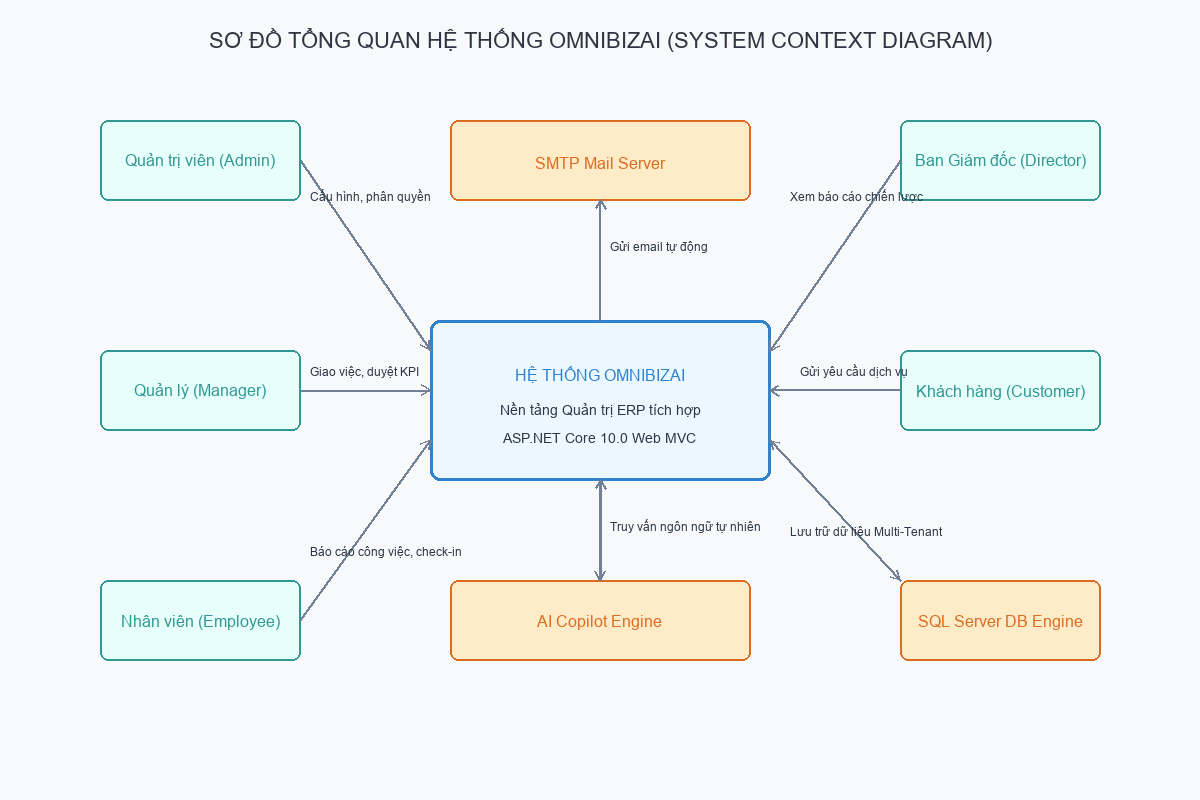 SƠ ĐỒ TỔNG QUAN HỆ THỐNG OMNIBIZAI (SYSTEM CONTEXT DIAGRAM)
Quản trị viên (Admin)
SMTP Mail Server
Ban Giám đốc (Director)
Cấu hình, phân quyền
Xem báo cáo chiến lược
Gửi email tự động
Quản lý (Manager)
Giao việc, duyệt KPI
HỆ THỐNG OMNIBIZAI
Nền tảng Quản trị ERP tích hợp
ASP.NET Core 10.0 Web MVC
Gửi yêu cầu dịch vụ
Khách hàng (Customer)
Báo cáo công việc, check-in
Truy vấn ngôn ngữ tự nhiên
Lưu trữ dữ liệu Multi-Tenant
Nhân viên (Employee)
AI Copilot Engine
SQL Server DB Engine